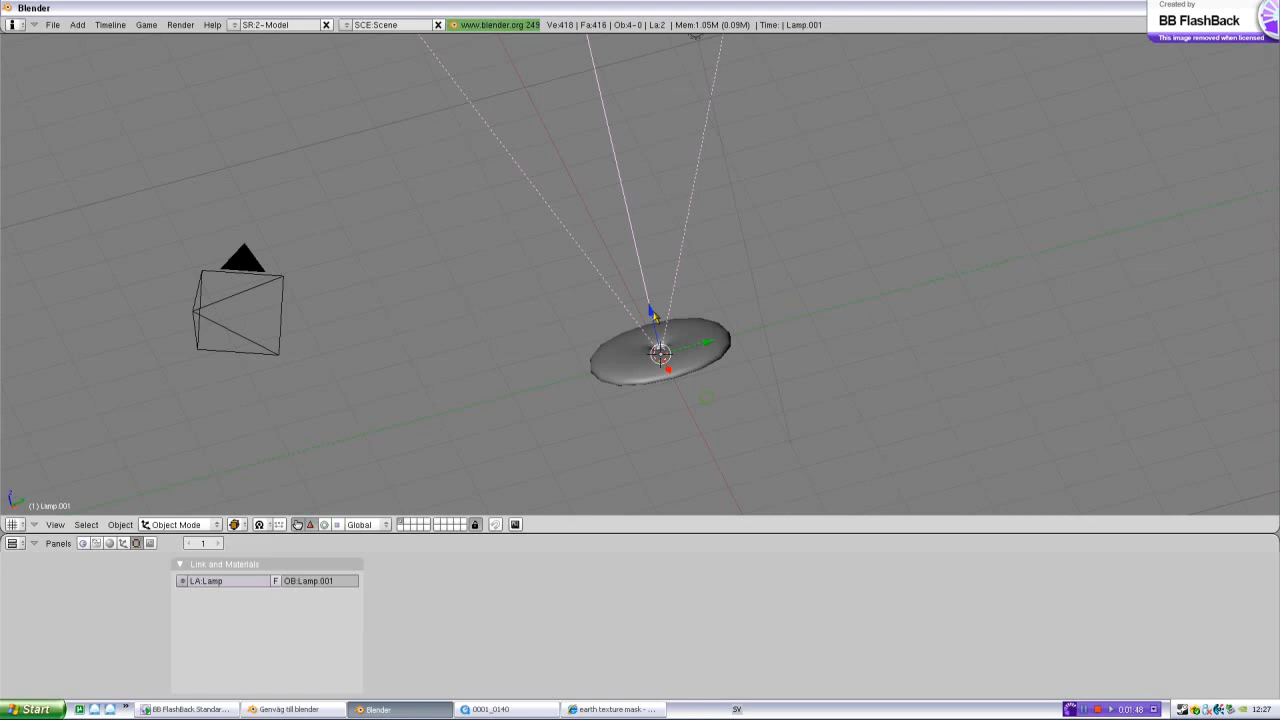 Blender
Created by
BB FlashBack
This image removed when licensed
File Add Timeline Game Render Help SR:2-Model X SCE:Scene X www.blender.org 245 Ve:418 | Fa:416 | Ob:4-0 | La:2 | Mem:1.05M (0.09M) | Time: | Lamp.001
(1) Lamp.001
View Select Object Object Mode Global
Panels 1
Link and Materials
LA:Lamp F OB:Lamp.001
Start BB FlashBack Standar... Genväg till blender Blender 0001_0140 earth texture mask - ... SV 0:01:48 12:27